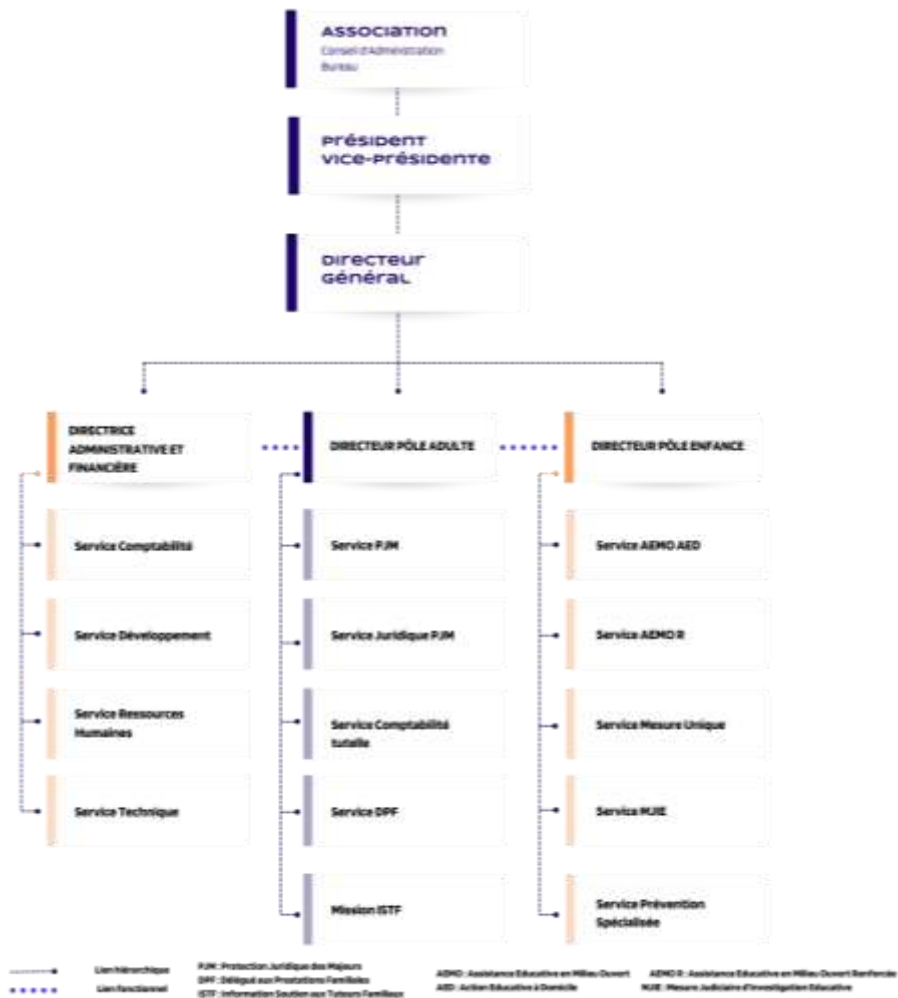 ASSOCIATION
Conseil d'Administration
Bureau
Président
Vice-Présidente
Directeur
Général
DIRECTRICE
ADMINISTRATIVE ET
FINANCIÈRE
DIRECTEUR PÔLE ADULTE
DIRECTEUR PÔLE ENFANCE
Service Comptabilité
Service PJM
Service AEMO AED
Service Développement
Service Juridique PJM
Service AEMO R
Service Ressources
Humaines
Service Comptabilité
tutelle
Service Mesure Unique
Service Technique
Service DPF
Service MJIE
Mission ISTF
Service Prévention
Spécialisée
Lien hiérarchique
Lien fonctionnel
PJM : Protection Juridique des Majeurs
DPF : Délégué aux Prestations Familiales
ISTF : Information Soutien aux Tuteurs Familiaux
AEMO : Assistance Educative en Milieu Ouvert
AED : Action Educative à Domicile
AEMO R : Assistance Educative en Milieu Ouvert Renforcée
MJIE : Mesure Judiciaire d'Investigation Educative